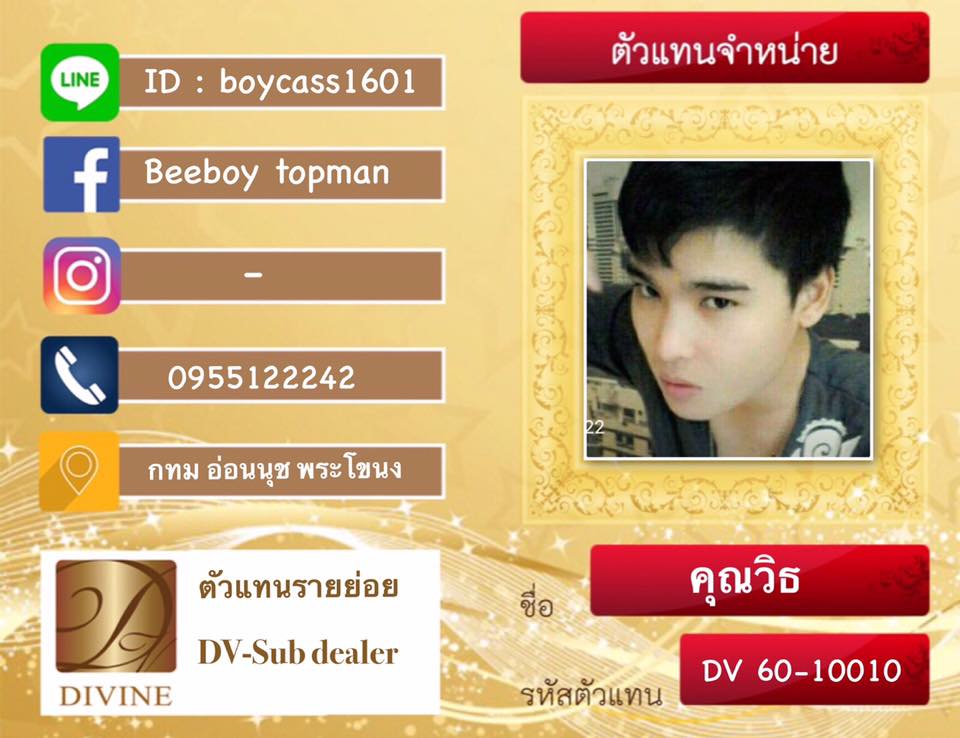 LINE
ID : boycass1601
Beeboy topman
-
0955122242
กทม อ่อนนุช พระโขนง
ตัวแทนรายย่อย
DV-Sub dealer
DIVINE
ตัวแทนจำหน่าย
22
ชื่อ
คุณวิธ
รหัสตัวแทน
DV 60-10010